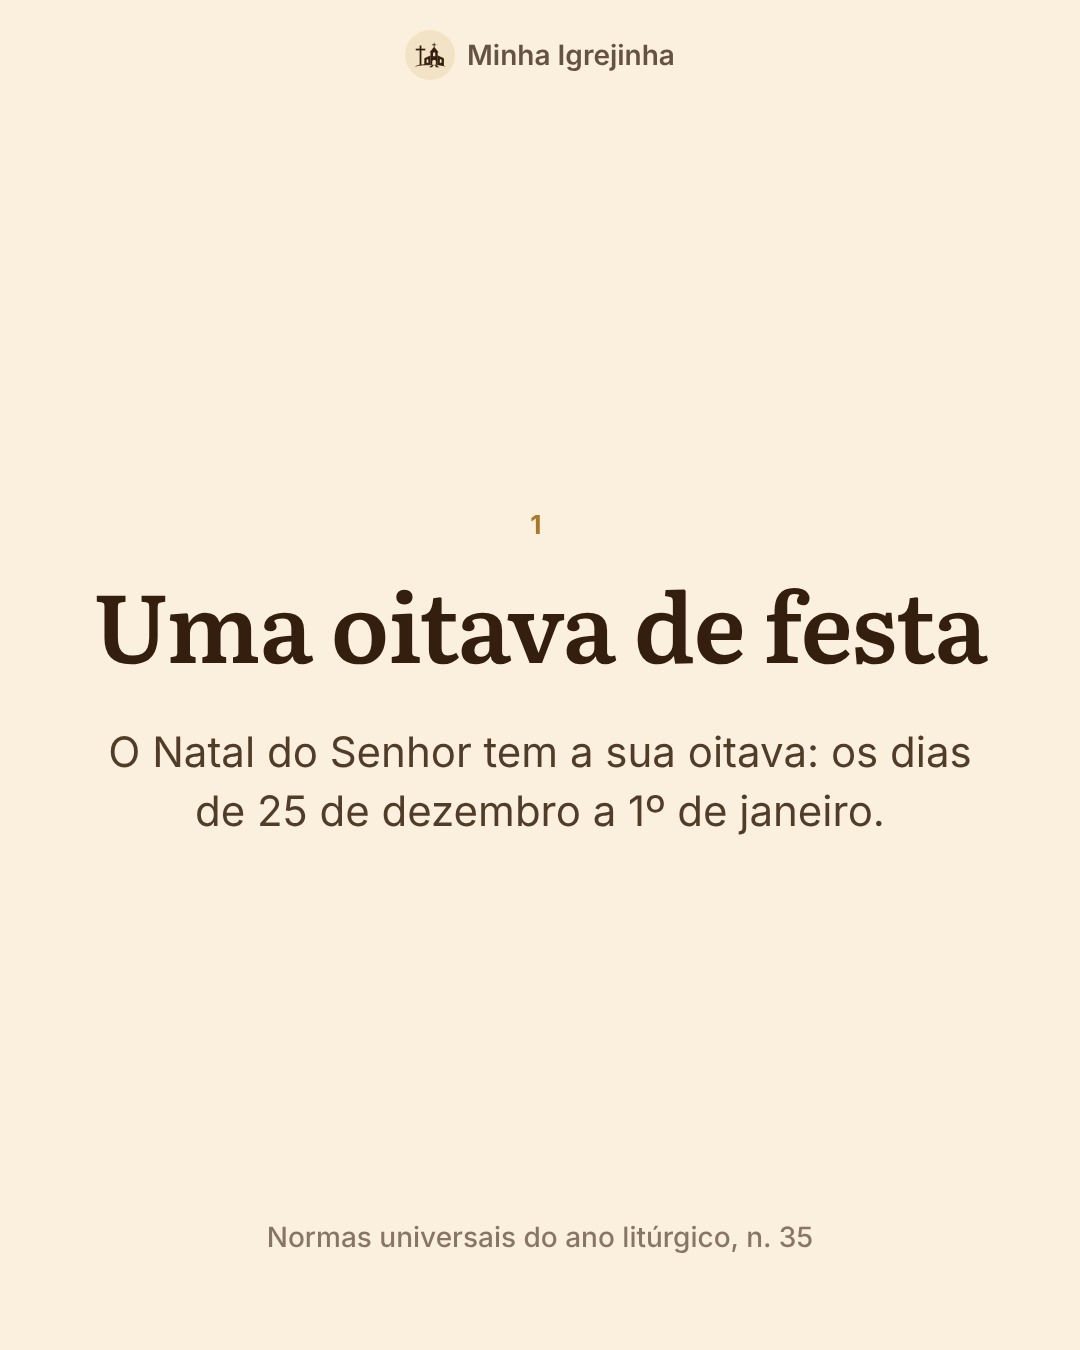 Minha Igrejinha
1
Uma oitava de festa
O Natal do Senhor tem a sua oitava: os dias
de 25 de dezembro a 1º de janeiro.
Normas universais do ano litúrgico, n. 35